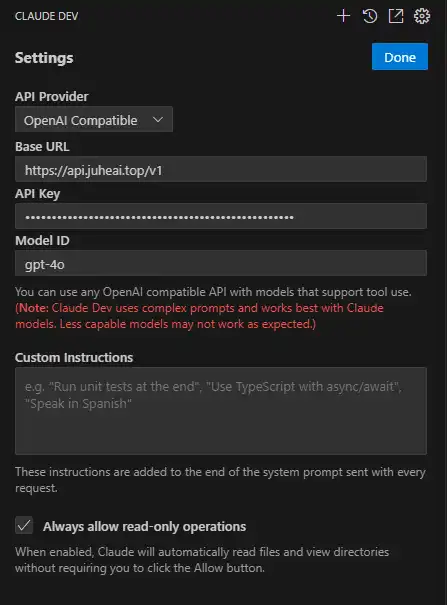 CLAUDE DEV
Settings
Done
API Provider
OpenAI Compatible
Base URL
https://api.juheai.top/v1
API Key
••••••••••••••••••••••••••••••••••••••••••••••••••••
Model ID
gpt-4o
You can use any OpenAI compatible API with models that support tool use.
(Note: Claude Dev uses complex prompts and works best with Claude
models. Less capable models may not work as expected.)
Custom Instructions
e.g. "Run unit tests at the end", "Use TypeScript with async/await",
"Speak in Spanish"
These instructions are added to the end of the system prompt sent with every
request.
Always allow read-only operations
When enabled, Claude will automatically read files and view directories
without requiring you to click the Allow button.